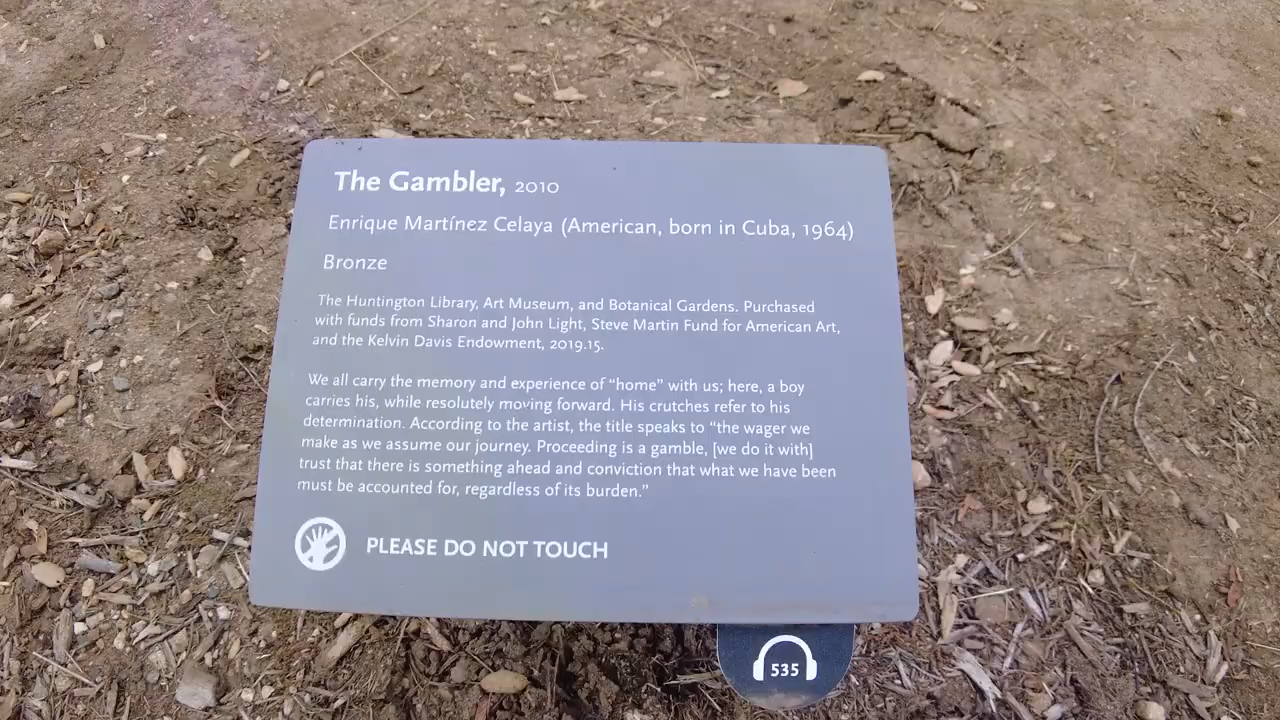 The Gambler, 2010
Enrique Martínez Celaya (American, born in Cuba, 1964)
Bronze
The Huntington Library, Art Museum, and Botanical Gardens. Purchased
with funds from Sharon and John Light, Steve Martin Fund for American Art,
and the Kelvin Davis Endowment, 2019.15.
We all carry the memory and experience of “home” with us; here, a boy
carries his, while resolutely moving forward. His crutches refer to his
determination. According to the artist, the title speaks to “the wager we
make as we assume our journey. Proceeding is a gamble, [we do it with]
trust that there is something ahead and conviction that what we have been
must be accounted for, regardless of its burden.”
PLEASE DO NOT TOUCH
535